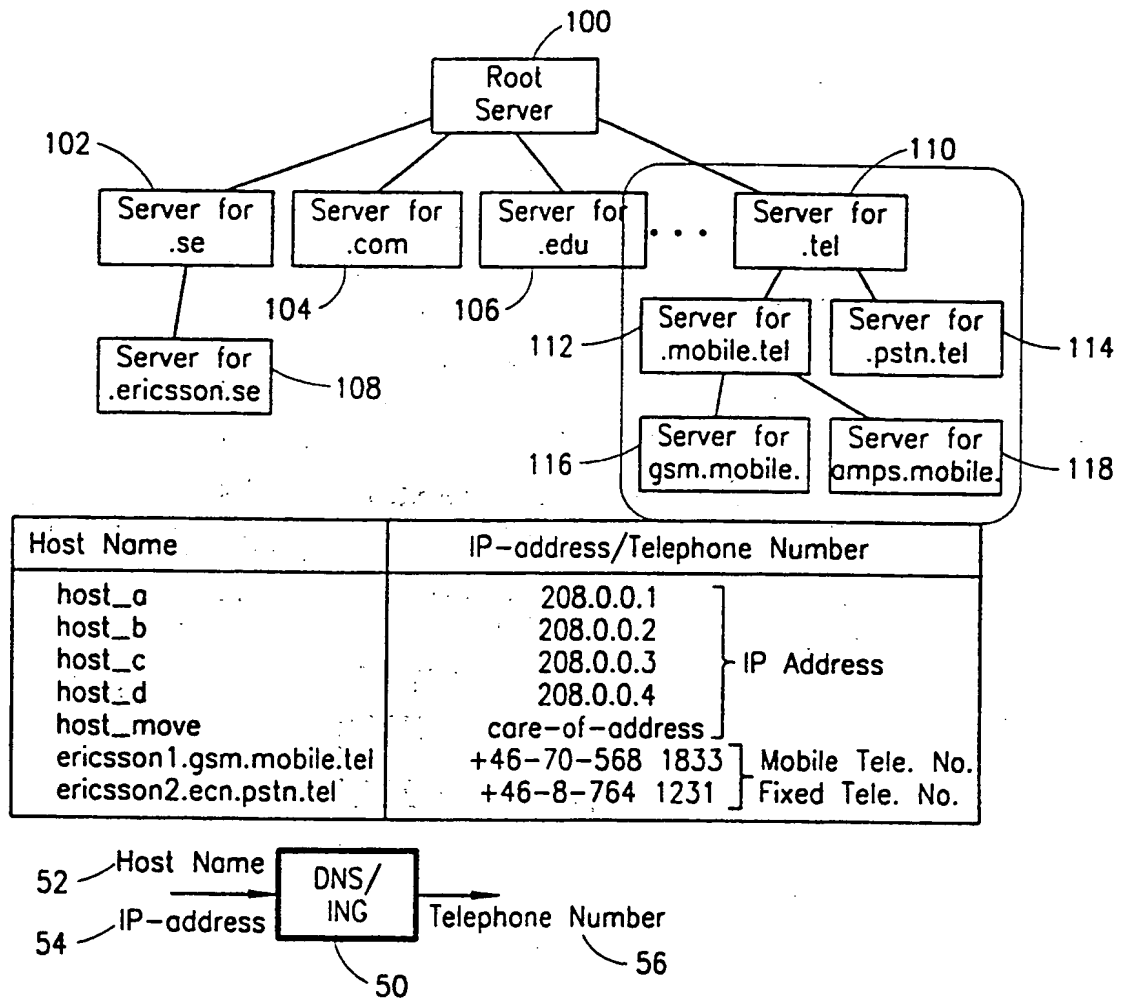 100
Root
Server
102
110
Server for
.se
Server for
.com
Server for
.edu
...
Server for
.tel
104
106
112
Server for
.mobile.tel
Server for
.pstn.tel
114
Server for
.ericsson.se
108
116
Server for
gsm.mobile.
Server for
amps.mobile.
118
Host Name
IP-address/Telephone Number
host_a
208.0.0.1
host_b
208.0.0.2
host_c
208.0.0.3
IP Address
host_d
208.0.0.4
host_move
care-of-address
ericsson1.gsm.mobile.tel
+46-70-568 1833
Mobile Tele. No.
ericsson2.ecn.pstn.tel
+46-8-764 1231
Fixed Tele. No.
52
Host Name
54
IP-address
DNS/
ING
50
Telephone Number
56